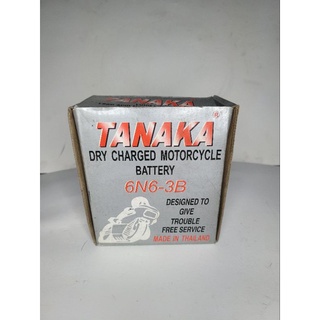 TANAKA
DRY CHARGED MOTORCYCLE
BATTERY
6N6-3B
DESIGNED TO
GIVE
TROUBLE
FREE SERVICE
MADE IN THAILAND